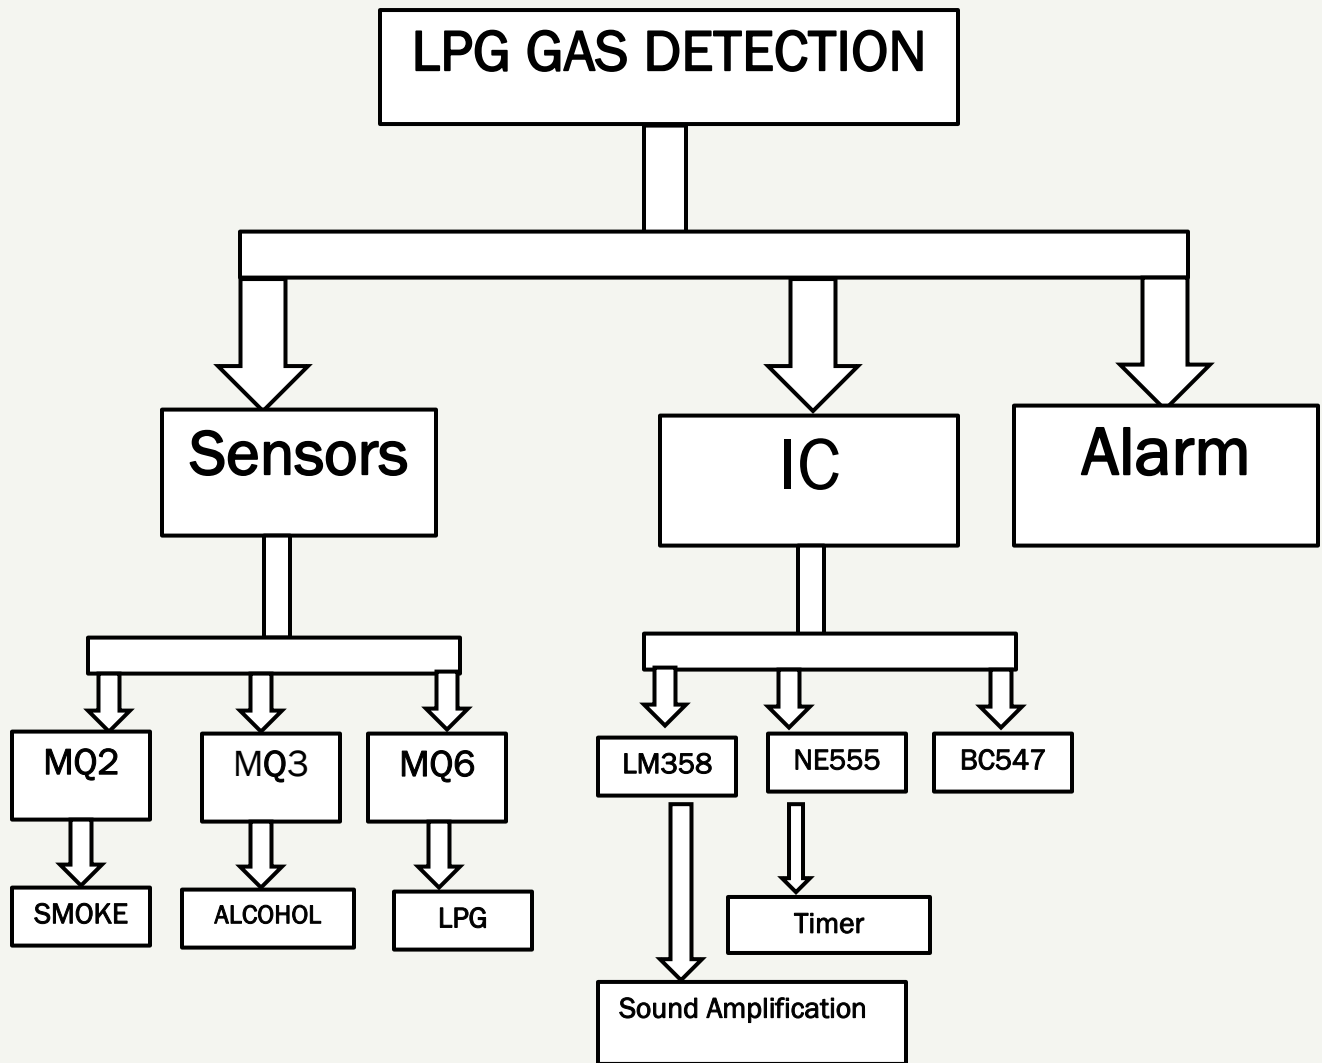 LPG GAS DETECTION
Sensors
IC
Alarm
MQ2
MQ3
MQ6
LM358
NE555
BC547
SMOKE
ALCOHOL
LPG
Timer
Sound Amplification